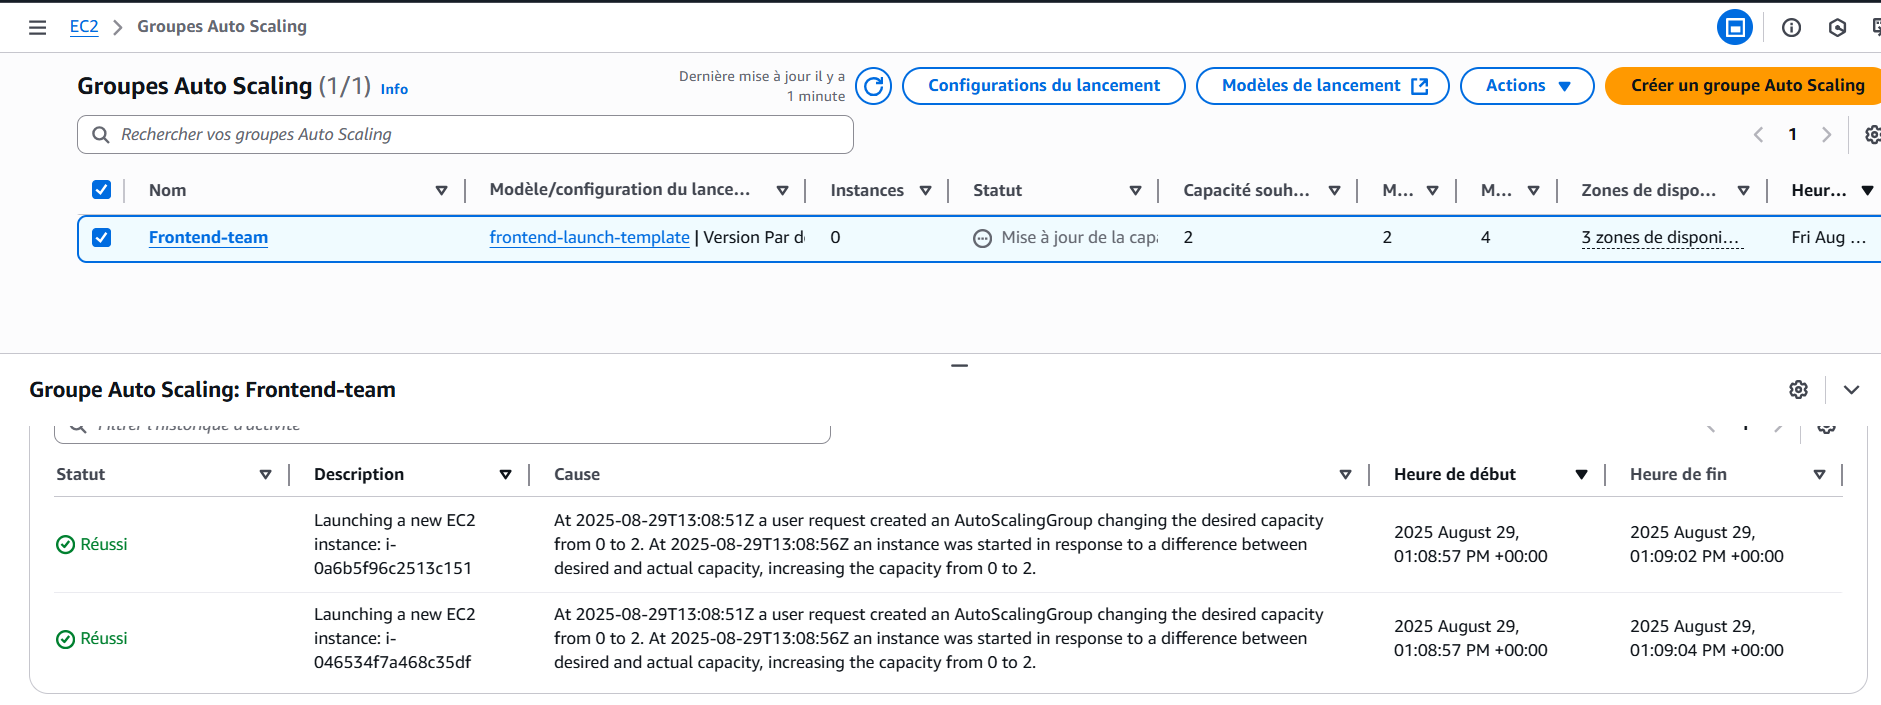 EC2 > Groupes Auto Scaling
Groupes Auto Scaling (1/1) Info
Dernière mise à jour il y a
1 minute
Configurations du lancement
Modèles de lancement
Actions
Créer un groupe Auto Scaling
Rechercher vos groupes Auto Scaling
1
Nom Modèle/configuration du lance... Instances Statut Capacité souh... M... M... Zones de dispo... Heur...
Frontend-team frontend-launch-template | Version Par d 0 Mise à jour de la cap 2 2 4 3 zones de disponi... Fri Aug ...
Groupe Auto Scaling: Frontend-team
Filtrer l'historique d'activité
1
Statut Description Cause Heure de début Heure de fin
Réussi
Launching a new EC2
instance: i-
0a6b5f96c2513c151
At 2025-08-29T13:08:51Z a user request created an AutoScalingGroup changing the desired capacity
from 0 to 2. At 2025-08-29T13:08:56Z an instance was started in response to a difference between
desired and actual capacity, increasing the capacity from 0 to 2.
2025 August 29,
01:08:57 PM +00:00
2025 August 29,
01:09:02 PM +00:00
Réussi
Launching a new EC2
instance: i-
046534f7a468c35df
At 2025-08-29T13:08:51Z a user request created an AutoScalingGroup changing the desired capacity
from 0 to 2. At 2025-08-29T13:08:56Z an instance was started in response to a difference between
desired and actual capacity, increasing the capacity from 0 to 2.
2025 August 29,
01:08:57 PM +00:00
2025 August 29,
01:09:04 PM +00:00